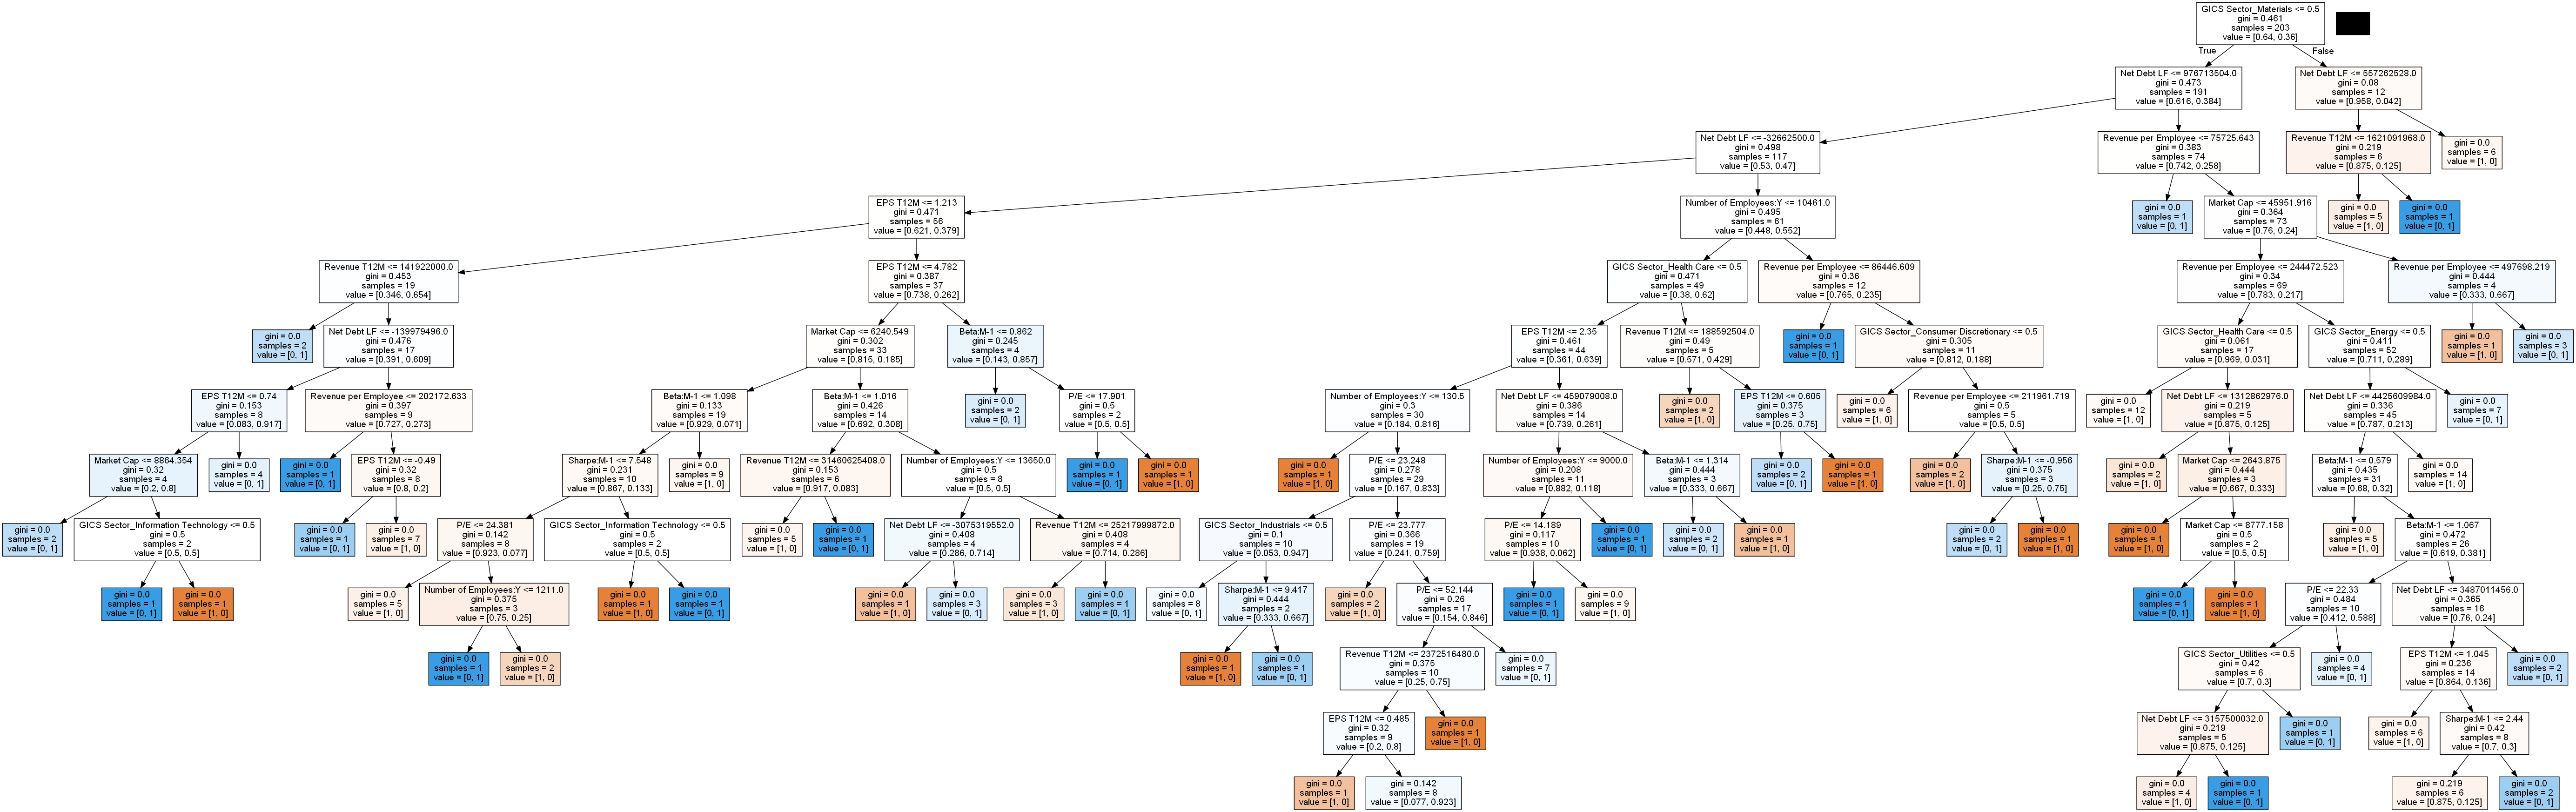 GICS Sector_Materials <= 0.5
gini = 0.461
samples = 203
value = [0.64, 0.36]
True
False
Net Debt LF <= 976713504.0
gini = 0.473
samples = 191
value = [0.616, 0.384]
Net Debt LF <= 557262528.0
gini = 0.08
samples = 12
value = [0.958, 0.042]
Net Debt LF <= -32662500.0
gini = 0.498
samples = 117
value = [0.53, 0.47]
Revenue per Employee <= 75725.643
gini = 0.383
samples = 74
value = [0.742, 0.258]
Revenue T12M <= 1621091968.0
gini = 0.219
samples = 6
value = [0.875, 0.125]
gini = 0.0
samples = 6
value = [1, 0]
EPS T12M <= 1.213
gini = 0.471
samples = 56
value = [0.621, 0.379]
Number of Employees:Y <= 10461.0
gini = 0.495
samples = 61
value = [0.448, 0.552]
gini = 0.0
samples = 1
value = [0, 1]
Market Cap <= 45951.916
gini = 0.364
samples = 73
value = [0.76, 0.24]
gini = 0.0
samples = 5
value = [1, 0]
gini = 0.0
samples = 1
value = [0, 1]
Revenue T12M <= 141922000.0
gini = 0.453
samples = 19
value = [0.346, 0.654]
EPS T12M <= 4.782
gini = 0.387
samples = 37
value = [0.738, 0.262]
GICS Sector_Health Care <= 0.5
gini = 0.471
samples = 49
value = [0.38, 0.62]
Revenue per Employee <= 86446.609
gini = 0.36
samples = 12
value = [0.765, 0.235]
Revenue per Employee <= 244472.523
gini = 0.34
samples = 69
value = [0.783, 0.217]
Revenue per Employee <= 497698.219
gini = 0.444
samples = 4
value = [0.333, 0.667]
gini = 0.0
samples = 2
value = [0, 1]
Net Debt LF <= -139979496.0
gini = 0.476
samples = 17
value = [0.391, 0.609]
Market Cap <= 6240.549
gini = 0.302
samples = 33
value = [0.815, 0.185]
Beta:M-1 <= 0.862
gini = 0.245
samples = 4
value = [0.143, 0.857]
EPS T12M <= 2.35
gini = 0.461
samples = 44
value = [0.361, 0.639]
Revenue T12M <= 188592504.0
gini = 0.49
samples = 5
value = [0.571, 0.429]
gini = 0.0
samples = 1
value = [0, 1]
GICS Sector_Consumer Discretionary <= 0.5
gini = 0.305
samples = 11
value = [0.812, 0.188]
GICS Sector_Health Care <= 0.5
gini = 0.061
samples = 17
value = [0.969, 0.031]
GICS Sector_Energy <= 0.5
gini = 0.411
samples = 52
value = [0.711, 0.289]
gini = 0.0
samples = 1
value = [1, 0]
gini = 0.0
samples = 3
value = [0, 1]
EPS T12M <= 0.74
gini = 0.153
samples = 8
value = [0.083, 0.917]
Revenue per Employee <= 202172.633
gini = 0.397
samples = 9
value = [0.727, 0.273]
Beta:M-1 <= 1.098
gini = 0.133
samples = 19
value = [0.929, 0.071]
Beta:M-1 <= 1.016
gini = 0.426
samples = 14
value = [0.692, 0.308]
gini = 0.0
samples = 2
value = [0, 1]
P/E <= 17.901
gini = 0.5
samples = 2
value = [0.5, 0.5]
Number of Employees:Y <= 130.5
gini = 0.3
samples = 30
value = [0.184, 0.816]
Net Debt LF <= 459079008.0
gini = 0.386
samples = 14
value = [0.739, 0.261]
gini = 0.0
samples = 2
value = [1, 0]
EPS T12M <= 0.605
gini = 0.375
samples = 3
value = [0.25, 0.75]
gini = 0.0
samples = 6
value = [1, 0]
Revenue per Employee <= 211961.719
gini = 0.5
samples = 5
value = [0.5, 0.5]
gini = 0.0
samples = 12
value = [1, 0]
Net Debt LF <= 1312862976.0
gini = 0.219
samples = 5
value = [0.875, 0.125]
Net Debt LF <= 4425609984.0
gini = 0.336
samples = 45
value = [0.787, 0.213]
gini = 0.0
samples = 7
value = [0, 1]
Market Cap <= 8864.354
gini = 0.32
samples = 4
value = [0.2, 0.8]
gini = 0.0
samples = 4
value = [0, 1]
gini = 0.0
samples = 1
value = [0, 1]
EPS T12M <= -0.49
gini = 0.32
samples = 8
value = [0.8, 0.2]
Sharpe:M-1 <= 7.548
gini = 0.231
samples = 10
value = [0.867, 0.133]
gini = 0.0
samples = 9
value = [1, 0]
Revenue T12M <= 31460625408.0
gini = 0.153
samples = 6
value = [0.917, 0.083]
Number of Employees:Y <= 13650.0
gini = 0.5
samples = 8
value = [0.5, 0.5]
gini = 0.0
samples = 1
value = [0, 1]
gini = 0.0
samples = 1
value = [1, 0]
gini = 0.0
samples = 1
value = [1, 0]
P/E <= 23.248
gini = 0.278
samples = 29
value = [0.167, 0.833]
Number of Employees:Y <= 9000.0
gini = 0.208
samples = 11
value = [0.882, 0.118]
Beta:M-1 <= 1.314
gini = 0.444
samples = 3
value = [0.333, 0.667]
gini = 0.0
samples = 2
value = [0, 1]
gini = 0.0
samples = 1
value = [1, 0]
gini = 0.0
samples = 2
value = [1, 0]
Sharpe:M-1 <= -0.956
gini = 0.375
samples = 3
value = [0.25, 0.75]
gini = 0.0
samples = 2
value = [1, 0]
Market Cap <= 2643.875
gini = 0.444
samples = 3
value = [0.667, 0.333]
Beta:M-1 <= 0.579
gini = 0.435
samples = 31
value = [0.68, 0.32]
gini = 0.0
samples = 14
value = [1, 0]
gini = 0.0
samples = 2
value = [0, 1]
GICS Sector_Information Technology <= 0.5
gini = 0.5
samples = 2
value = [0.5, 0.5]
gini = 0.0
samples = 1
value = [0, 1]
gini = 0.0
samples = 7
value = [1, 0]
P/E <= 24.381
gini = 0.142
samples = 8
value = [0.923, 0.077]
GICS Sector_Information Technology <= 0.5
gini = 0.5
samples = 2
value = [0.5, 0.5]
gini = 0.0
samples = 5
value = [1, 0]
gini = 0.0
samples = 1
value = [0, 1]
Net Debt LF <= -3075319552.0
gini = 0.408
samples = 4
value = [0.286, 0.714]
Revenue T12M <= 25217999872.0
gini = 0.408
samples = 4
value = [0.714, 0.286]
GICS Sector_Industrials <= 0.5
gini = 0.1
samples = 10
value = [0.053, 0.947]
P/E <= 23.777
gini = 0.366
samples = 19
value = [0.241, 0.759]
P/E <= 14.189
gini = 0.117
samples = 10
value = [0.938, 0.062]
gini = 0.0
samples = 1
value = [0, 1]
gini = 0.0
samples = 2
value = [0, 1]
gini = 0.0
samples = 1
value = [1, 0]
gini = 0.0
samples = 2
value = [0, 1]
gini = 0.0
samples = 1
value = [1, 0]
gini = 0.0
samples = 1
value = [1, 0]
Market Cap <= 8777.158
gini = 0.5
samples = 2
value = [0.5, 0.5]
gini = 0.0
samples = 5
value = [1, 0]
Beta:M-1 <= 1.067
gini = 0.472
samples = 26
value = [0.619, 0.381]
gini = 0.0
samples = 1
value = [0, 1]
gini = 0.0
samples = 1
value = [1, 0]
gini = 0.0
samples = 5
value = [1, 0]
Number of Employees:Y <= 1211.0
gini = 0.375
samples = 3
value = [0.75, 0.25]
gini = 0.0
samples = 1
value = [1, 0]
gini = 0.0
samples = 1
value = [0, 1]
gini = 0.0
samples = 1
value = [1, 0]
gini = 0.0
samples = 3
value = [0, 1]
gini = 0.0
samples = 3
value = [1, 0]
gini = 0.0
samples = 1
value = [0, 1]
gini = 0.0
samples = 8
value = [0, 1]
Sharpe:M-1 <= 9.417
gini = 0.444
samples = 2
value = [0.333, 0.667]
gini = 0.0
samples = 2
value = [1, 0]
P/E <= 52.144
gini = 0.26
samples = 17
value = [0.154, 0.846]
gini = 0.0
samples = 1
value = [0, 1]
gini = 0.0
samples = 9
value = [1, 0]
gini = 0.0
samples = 1
value = [0, 1]
gini = 0.0
samples = 1
value = [1, 0]
P/E <= 22.33
gini = 0.484
samples = 10
value = [0.412, 0.588]
Net Debt LF <= 3487011456.0
gini = 0.365
samples = 16
value = [0.76, 0.24]
gini = 0.0
samples = 1
value = [0, 1]
gini = 0.0
samples = 2
value = [1, 0]
gini = 0.0
samples = 1
value = [1, 0]
gini = 0.0
samples = 1
value = [0, 1]
Revenue T12M <= 2372516480.0
gini = 0.375
samples = 10
value = [0.25, 0.75]
gini = 0.0
samples = 7
value = [0, 1]
GICS Sector_Utilities <= 0.5
gini = 0.42
samples = 6
value = [0.7, 0.3]
gini = 0.0
samples = 4
value = [0, 1]
EPS T12M <= 1.045
gini = 0.236
samples = 14
value = [0.864, 0.136]
gini = 0.0
samples = 2
value = [0, 1]
EPS T12M <= 0.485
gini = 0.32
samples = 9
value = [0.2, 0.8]
gini = 0.0
samples = 1
value = [1, 0]
Net Debt LF <= 3157500032.0
gini = 0.219
samples = 5
value = [0.875, 0.125]
gini = 0.0
samples = 1
value = [0, 1]
gini = 0.0
samples = 6
value = [1, 0]
Sharpe:M-1 <= 2.44
gini = 0.42
samples = 8
value = [0.7, 0.3]
gini = 0.0
samples = 1
value = [1, 0]
gini = 0.142
samples = 8
value = [0.077, 0.923]
gini = 0.0
samples = 4
value = [1, 0]
gini = 0.0
samples = 1
value = [0, 1]
gini = 0.219
samples = 6
value = [0.875, 0.125]
gini = 0.0
samples = 2
value = [0, 1]